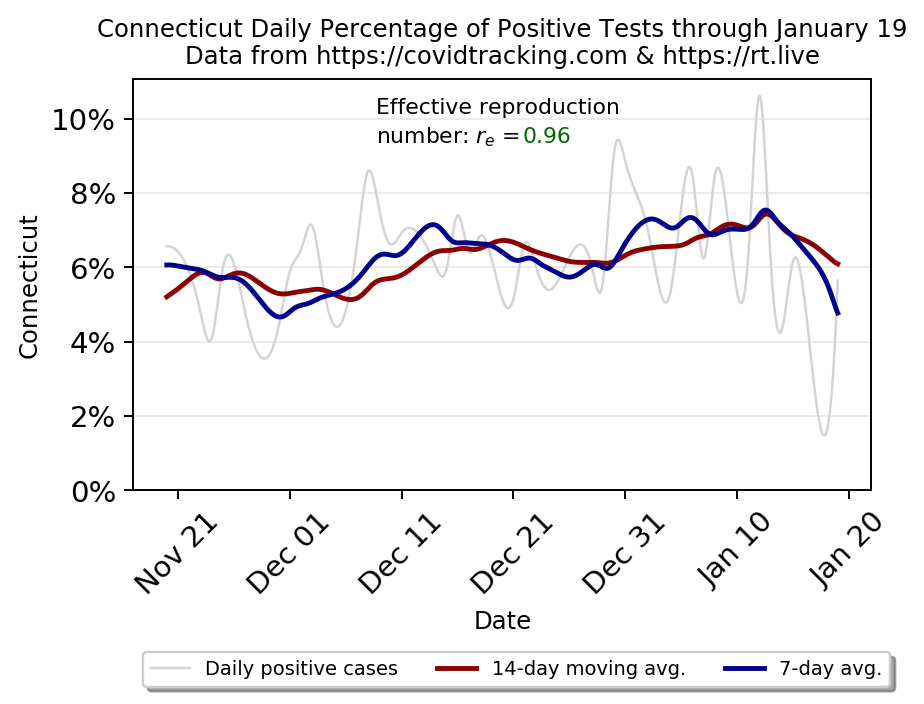 Connecticut Daily Percentage of Positive Tests through January 19
Data from https://covidtracking.com & https://rt.live
Effective reproduction
number: rₑ =0.96
10%
8%
6%
4%
2%
0%
Connecticut
Nov 21
Dec 01
Dec 11
Dec 21
Dec 31
Jan 10
Jan 20
Date
Daily positive cases
14-day moving avg.
7-day avg.